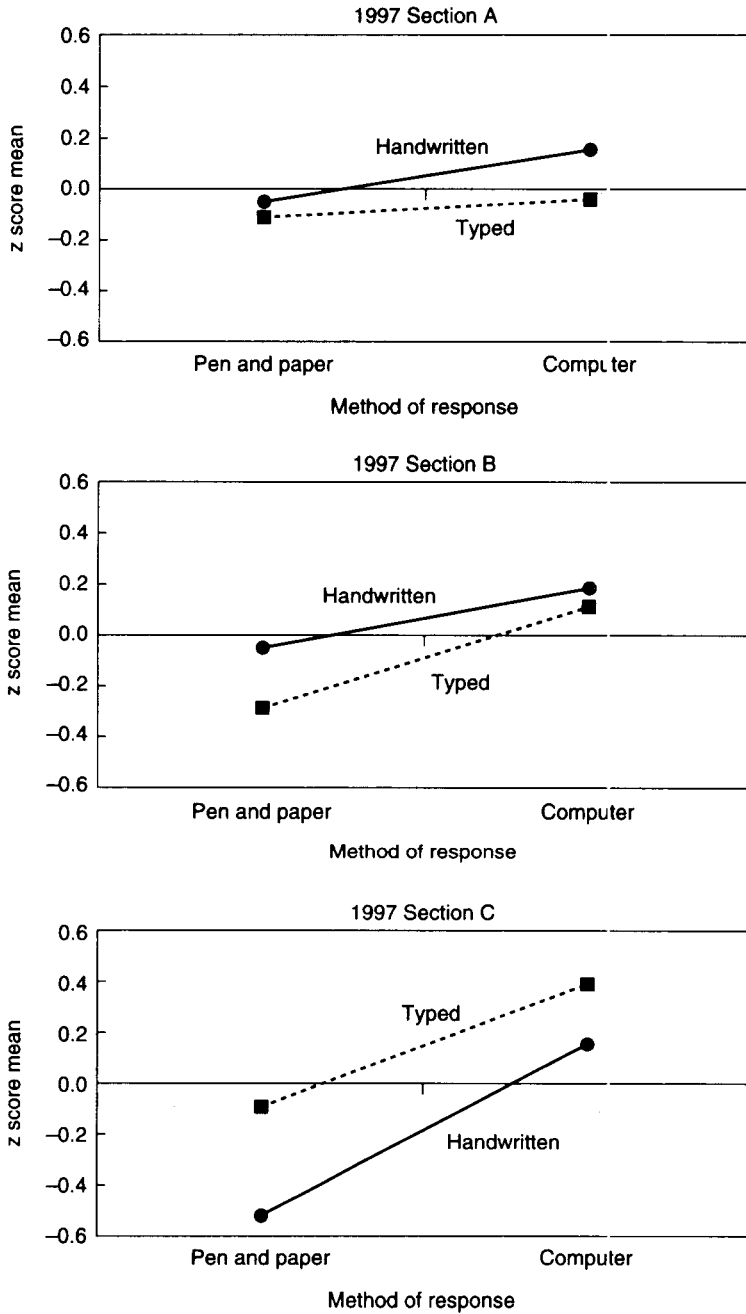 1997 Section A
0.6
0.4
0.2
0.0
−0.2
−0.4
−0.6
z score mean
Handwritten
Typed
Pen and paper
Computer
Method of response
1997 Section B
0.6
0.4
0.2
0.0
−0.2
−0.4
−0.6
z score mean
Handwritten
Typed
Pen and paper
Computer
Method of response
1997 Section C
0.6
0.4
0.2
0.0
−0.2
−0.4
−0.6
z score mean
Typed
Handwritten
Pen and paper
Computer
Method of response